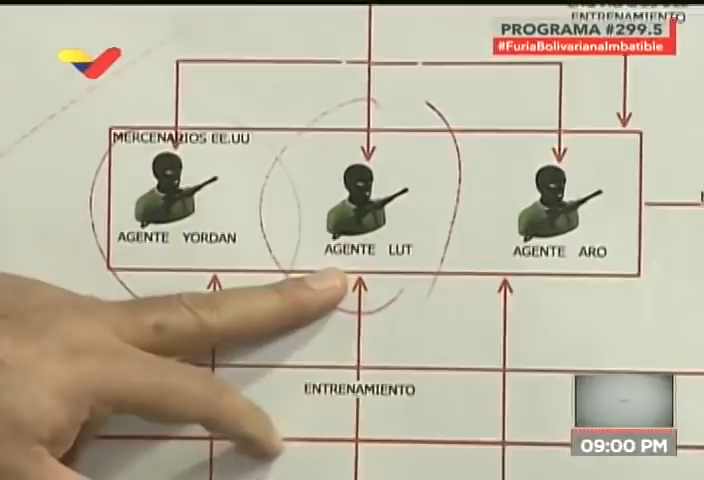 ENTRENAMIENTO
PROGRAMA #299.5
#FuriaBolivarianaImbatible
MERCENARIOS EE.UU
AGENTE YORDAN
AGENTE LUT
AGENTE ARO
ENTRENAMIENTO
09:00 PM